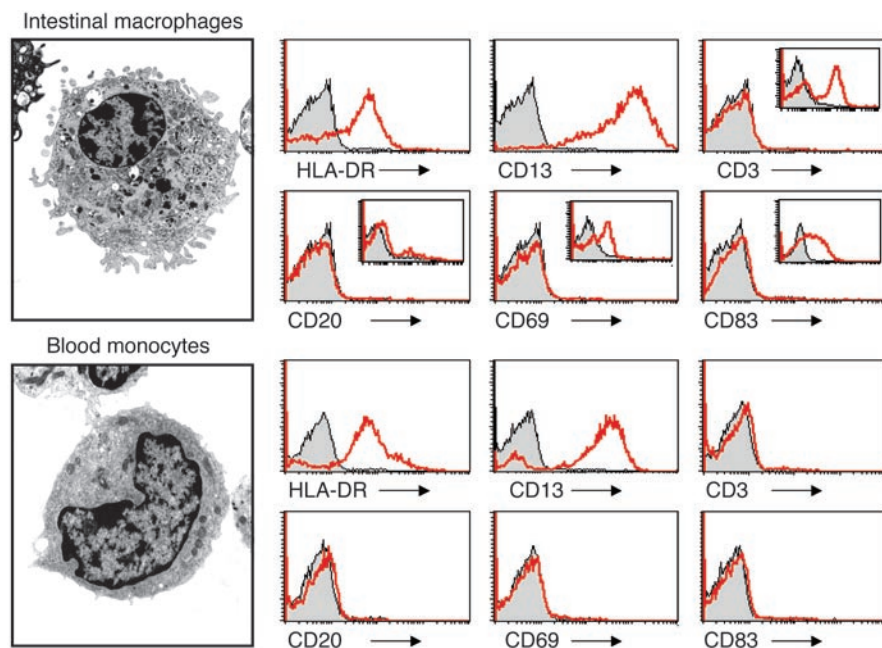 Intestinal macrophages
HLA-DR
CD13
CD3
CD20
CD69
CD83
Blood monocytes
HLA-DR
CD13
CD3
CD20
CD69
CD83